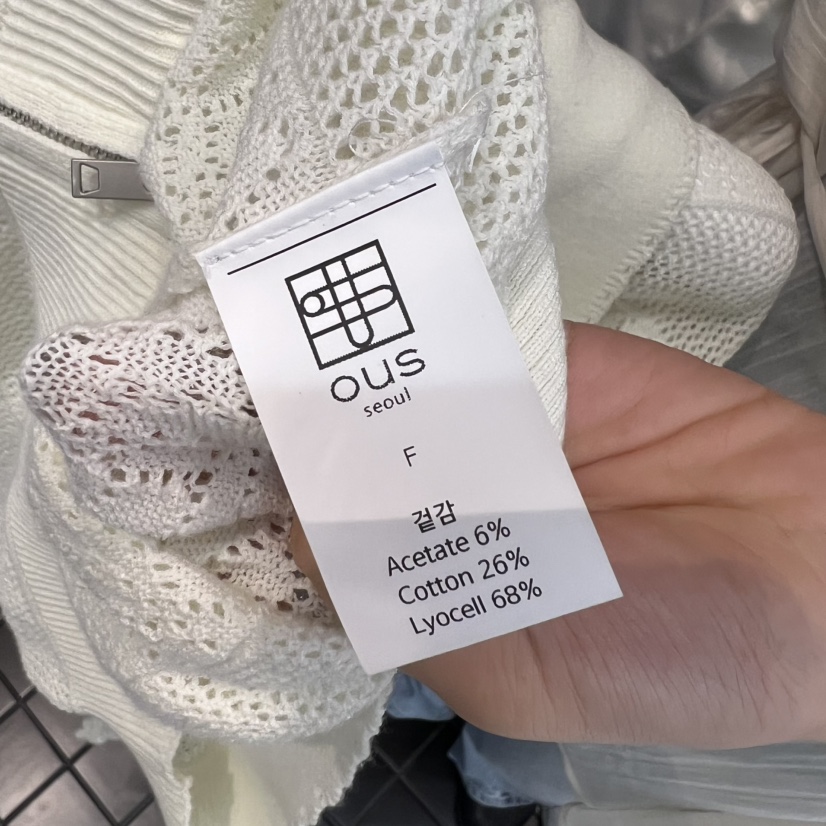 ous
seoul
F
겉감
Acetate 6%
Cotton 26%
Lyocell 68%